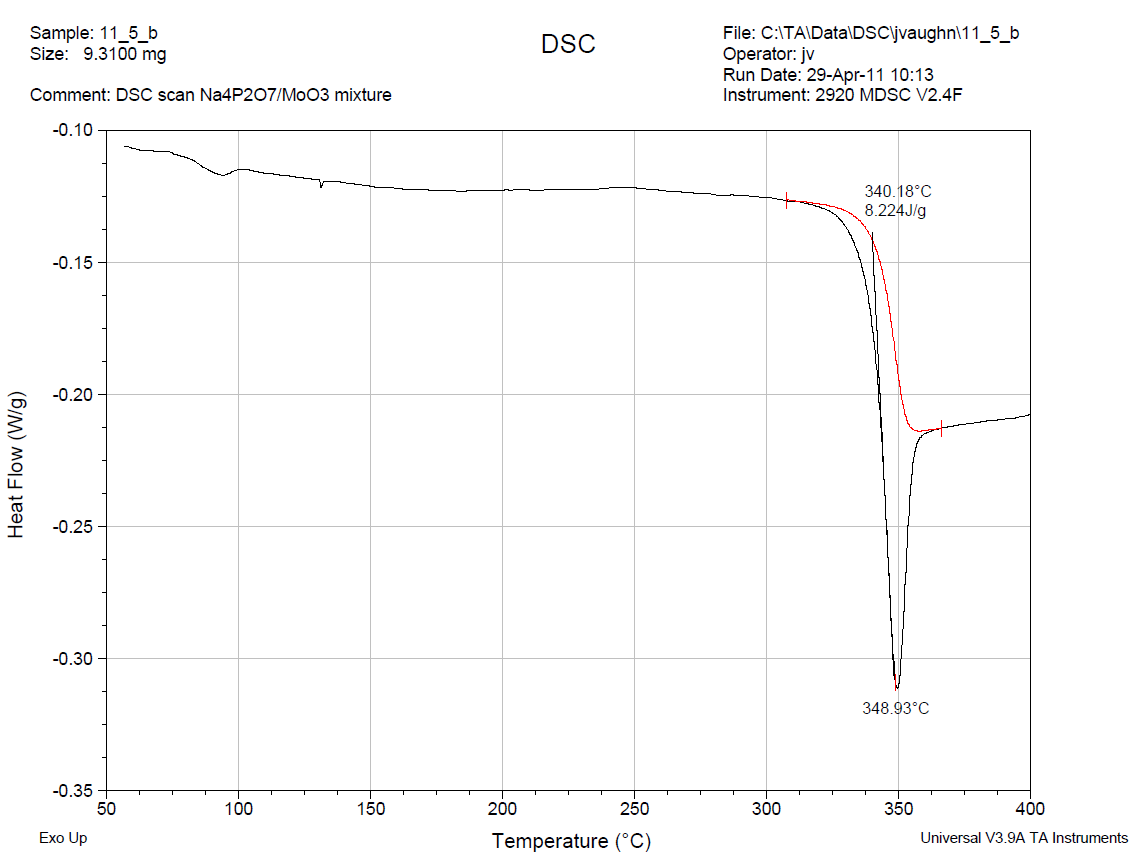 Sample: 11_5_b
Size:   9.3100 mg
Comment: DSC scan Na4P2O7/MoO3 mixture
DSC
File: C:\TA\Data\DSC\jvaughn\11_5_b
Operator: jv
Run Date: 29-Apr-11 10:13
Instrument: 2920 MDSC V2.4F
340.18°C
8.224J/g
348.93°C
Heat Flow (W/g)
-0.10
-0.15
-0.20
-0.25
-0.30
-0.35
50 100 150 200 250 300 350 400
Exo Up
Temperature (°C)
Universal V3.9A TA Instruments